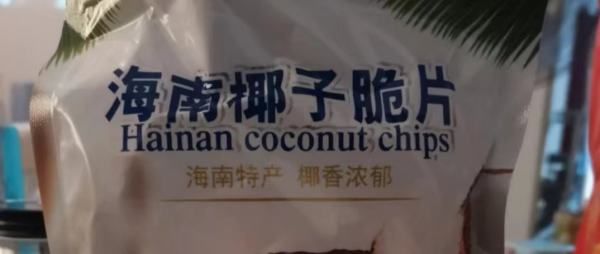 海南椰子脆片
Hainan coconut chips
海南特产 椰香浓郁